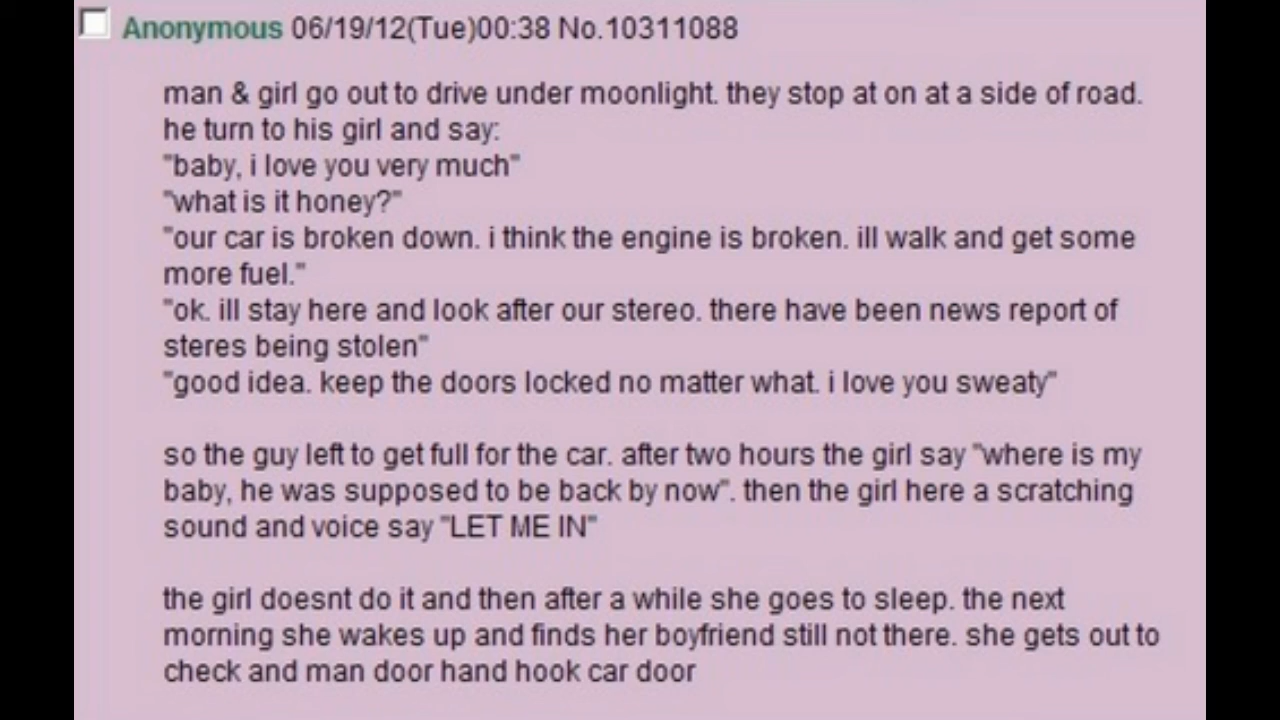 Anonymous 06/19/12(Tue)00:38 No.10311088
man & girl go out to drive under moonlight. they stop at on at a side of road.
he turn to his girl and say:
"baby, i love you very much"
"what is it honey?"
"our car is broken down. i think the engine is broken. ill walk and get some
more fuel."
"ok. ill stay here and look after our stereo. there have been news report of
steres being stolen"
"good idea. keep the doors locked no matter what. i love you sweaty"
so the guy left to get full for the car. after two hours the girl say "where is my
baby, he was supposed to be back by now". then the girl here a scratching
sound and voice say "LET ME IN"
the girl doesnt do it and then after a while she goes to sleep. the next
morning she wakes up and finds her boyfriend still not there. she gets out to
check and man door hand hook car door